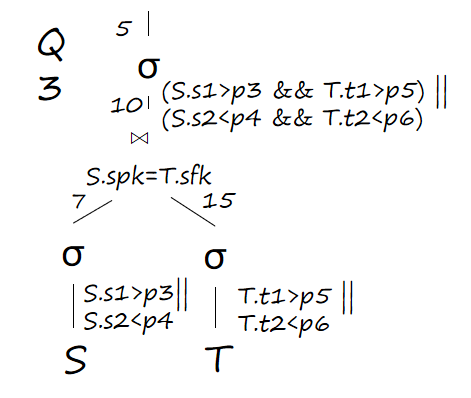 Q
3
5
σ
(S.s1>p3 && T.t1>p5) ||
(S.s2<p4 && T.t2<p6)
10
⋈
S.spk=T.sfk
7
15
σ
σ
S.s1>p3||
S.s2<p4
T.t1>p5 ||
T.t2<p6
S
T